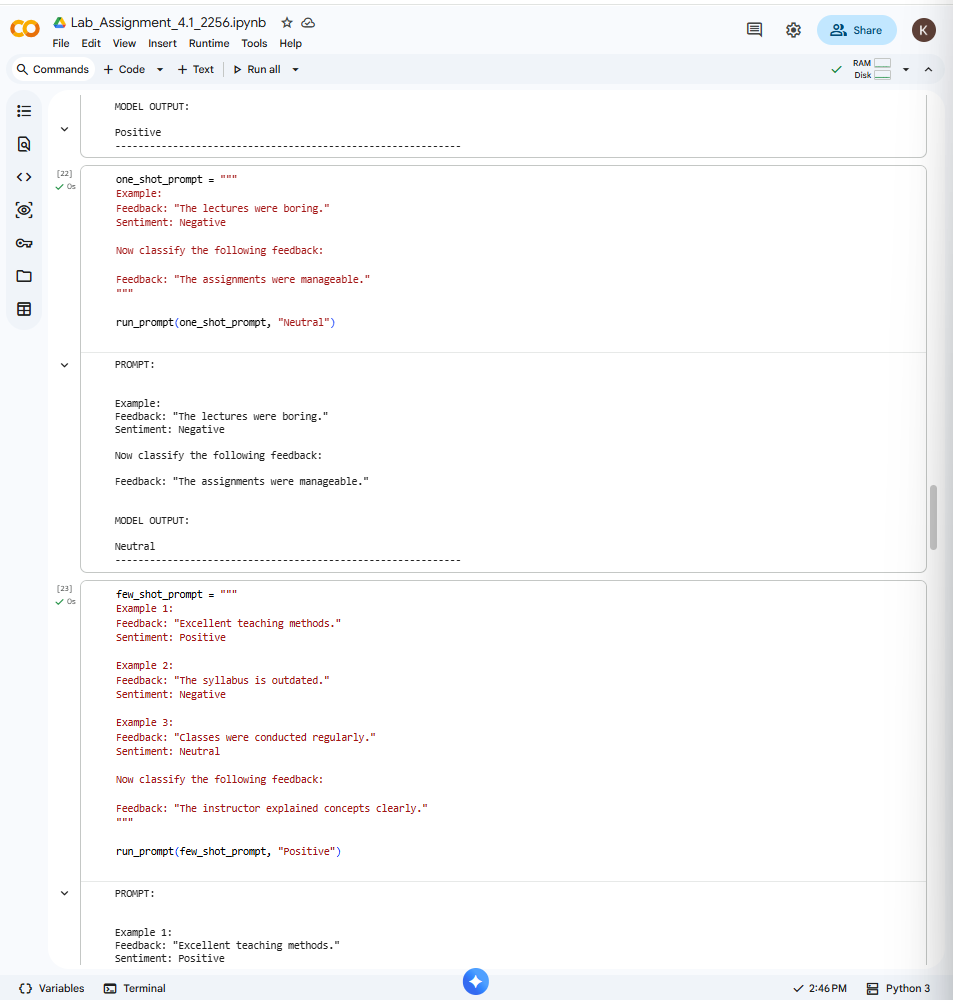 Lab_Assignment_4.1_2256.ipynb
File Edit View Insert Runtime Tools Help
Share
K
Commands + Code + Text Run all
RAM
Disk
MODEL OUTPUT:
Positive
------------------------------------------------------------
[22]
0s
one_shot_prompt = """
Example:
Feedback: "The lectures were boring."
Sentiment: Negative
Now classify the following feedback:
Feedback: "The assignments were manageable."
"""
run_prompt(one_shot_prompt, "Neutral")
PROMPT:
Example:
Feedback: "The lectures were boring."
Sentiment: Negative
Now classify the following feedback:
Feedback: "The assignments were manageable."
MODEL OUTPUT:
Neutral
------------------------------------------------------------
[23]
0s
few_shot_prompt = """
Example 1:
Feedback: "Excellent teaching methods."
Sentiment: Positive
Example 2:
Feedback: "The syllabus is outdated."
Sentiment: Negative
Example 3:
Feedback: "Classes were conducted regularly."
Sentiment: Neutral
Now classify the following feedback:
Feedback: "The instructor explained concepts clearly."
"""
run_prompt(few_shot_prompt, "Positive")
PROMPT:
Example 1:
Feedback: "Excellent teaching methods."
Sentiment: Positive
Variables Terminal
2:46 PM Python 3